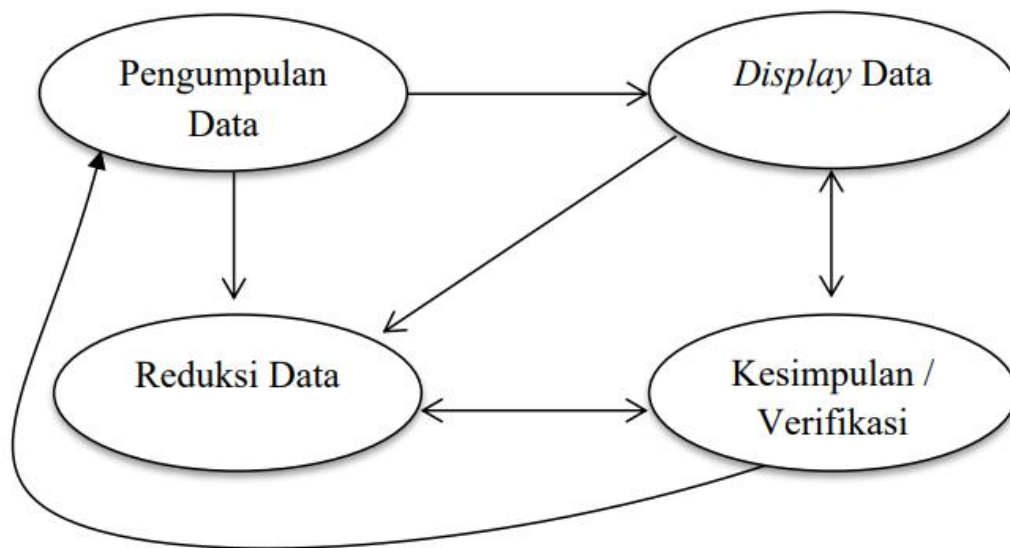 Pengumpulan
Data
Display Data
Reduksi Data
Kesimpulan /
Verifikasi